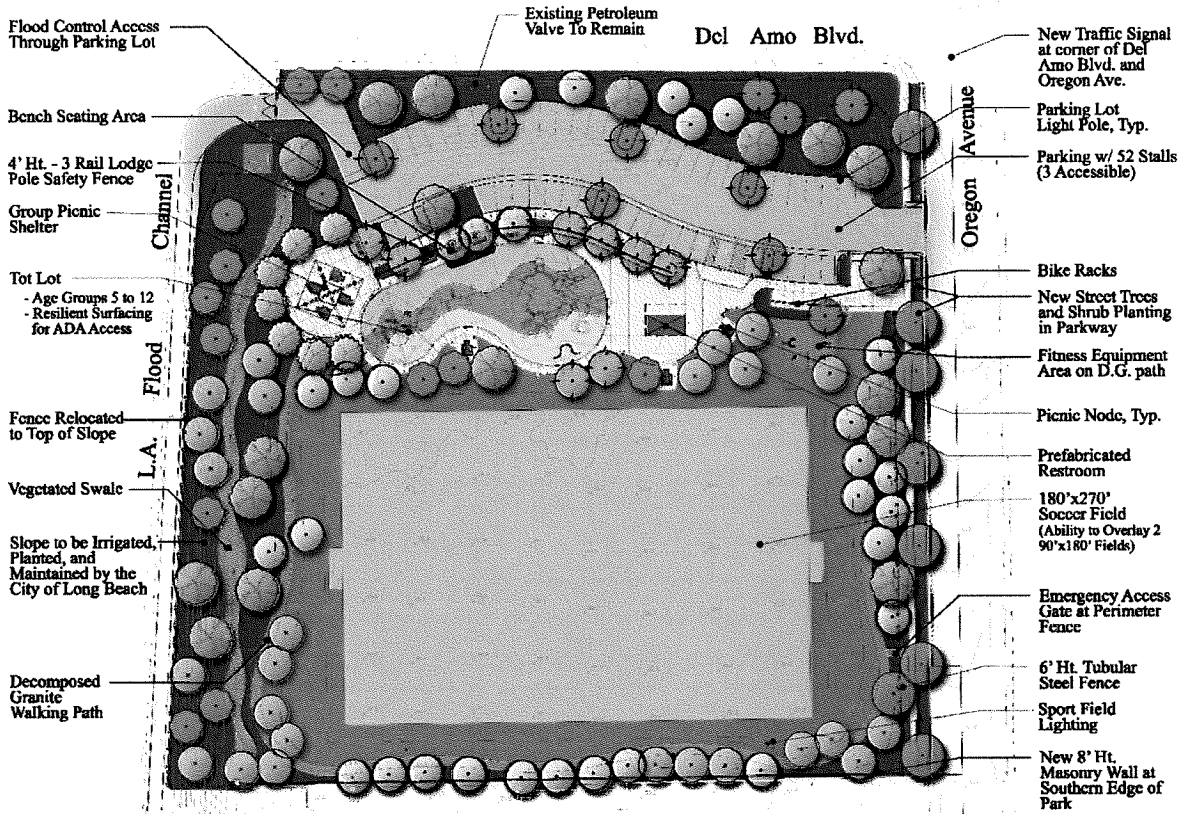 Flood Control Access
Through Parking Lot
Bench Seating Area
4' Ht. - 3 Rail Lodge
Pole Safety Fence
Group Picnic
Shelter
Tot Lot
- Age Groups 5 to 12
- Resilient Surfacing
for ADA Access
Fence Relocated
to Top of Slope
Vegetated Swale
Slope to be Irrigated,
Planted, and
Maintained by the
City of Long Beach
Decomposed
Granite
Walking Path
L.A. Flood Channel
Existing Petroleum
Valve To Remain
Del Amo Blvd.
Oregon Avenue
New Traffic Signal
at corner of Del
Amo Blvd. and
Oregon Ave.
Parking Lot
Light Pole, Typ.
Parking w/ 52 Stalls
(3 Accessible)
Bike Racks
New Street Trees
and Shrub Planting
in Parkway
Fitness Equipment
Area on D.G. path
Picnic Node, Typ.
Prefabricated
Restroom
180'x270'
Soccer Field
(Ability to Overlay 2
90'x180' Fields)
Emergency Access
Gate at Perimeter
Fence
6' Ht. Tubular
Steel Fence
Sport Field
Lighting
New 8' Ht.
Masonry Wall at
Southern Edge of
Park